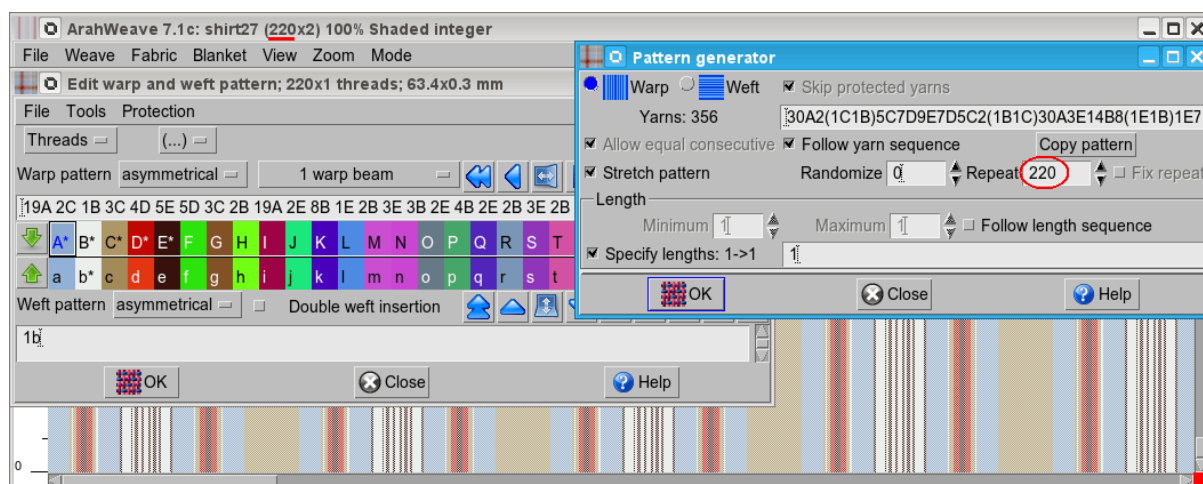 ArahWeave 7.1c: shirt27 (220x2) 100% Shaded integer
File Weave Fabric Blanket View Zoom Mode
Edit warp and weft pattern; 220x1 threads; 63.4x0.3 mm
File Tools Protection
Threads (...)
Warp pattern asymmetrical 1 warp beam
19A 2C 1B 3C 4D 5E 5D 3C 2B 19A 2E 8B 1E 2B 3E 3B 2E 4B 2E 2B 3E 2B
A* B* C* D* E* F G H I J K L M N O P Q R S T
a b* c d e f g h i j k l m n o p q r s t
Weft pattern asymmetrical Double weft insertion
1b
OK Close Help
0
Pattern generator
Warp Weft Skip protected yarns
Yarns: 356 30A2(1C1B)5C7D9E7D5C2(1B1C)30A3E14B8(1E1B)1E7
Allow equal consecutive Follow yarn sequence Copy pattern
Stretch pattern Randomize 0 Repeat 220 Fix repeat
Length
Minimum 1 Maximum 1 Follow length sequence
Specify lengths: 1->1 1
OK Close Help